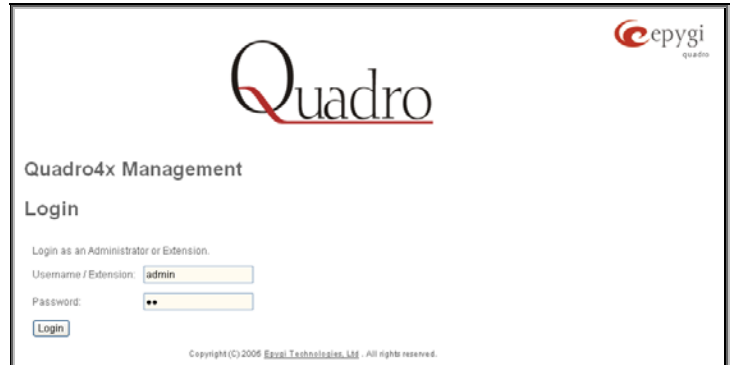 epygi
quadro
Quadro
Quadro4x Management
Login
Login as an Administrator or Extension.
Username / Extension: admin
Password: ••
Login
Copyright (C) 2006 Epygi Technologies, Ltd . All rights reserved.